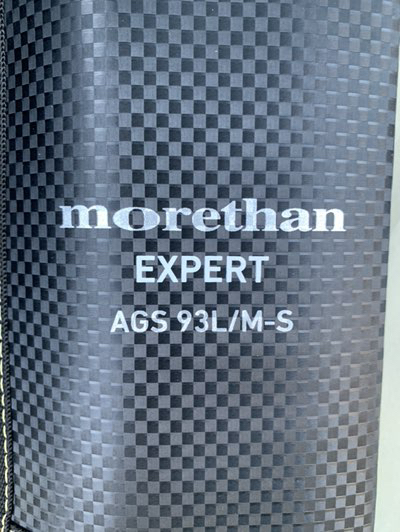 morethan
EXPERT
AGS 93L/M-S